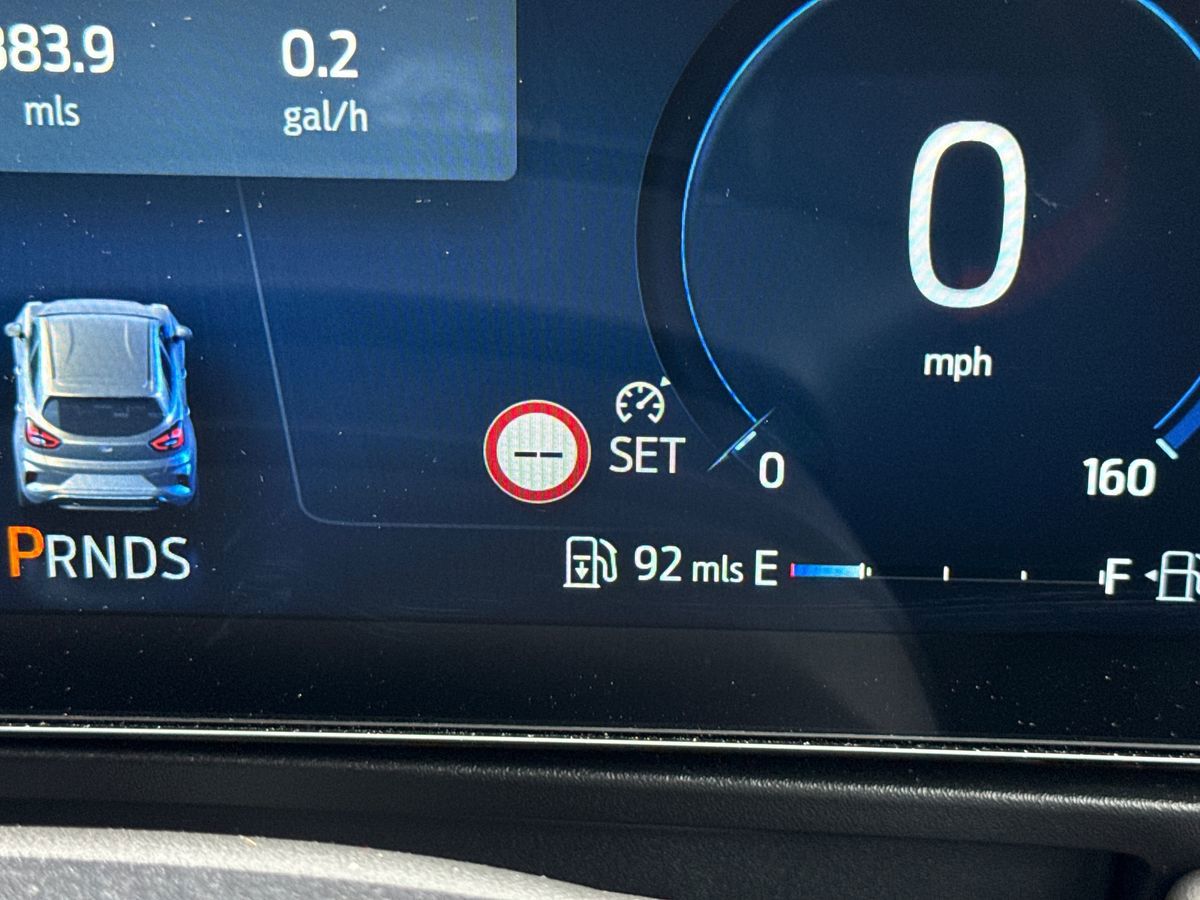 383.9
mls
0.2
gal/h
0
mph
SET
0
160
PRNDS
92 mls E
F